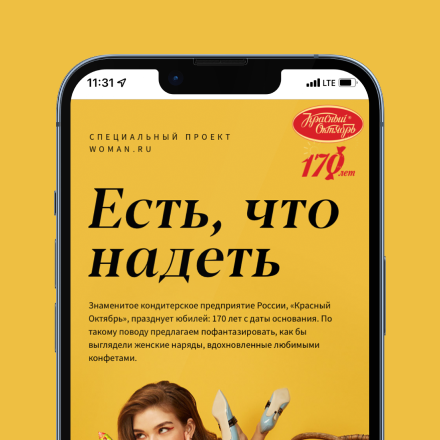 11:31
LTE
Красный
Октябрь
170 лет
СПЕЦИАЛЬНЫЙ ПРОЕКТ
WOMAN.RU
Есть, что
надеть
Знаменитое кондитерское предприятие России, «Красный
Октябрь», празднует юбилей: 170 лет с даты основания. По
такому поводу предлагаем пофантазировать, как бы
выглядели женские наряды, вдохновленные любимыми
конфетами.